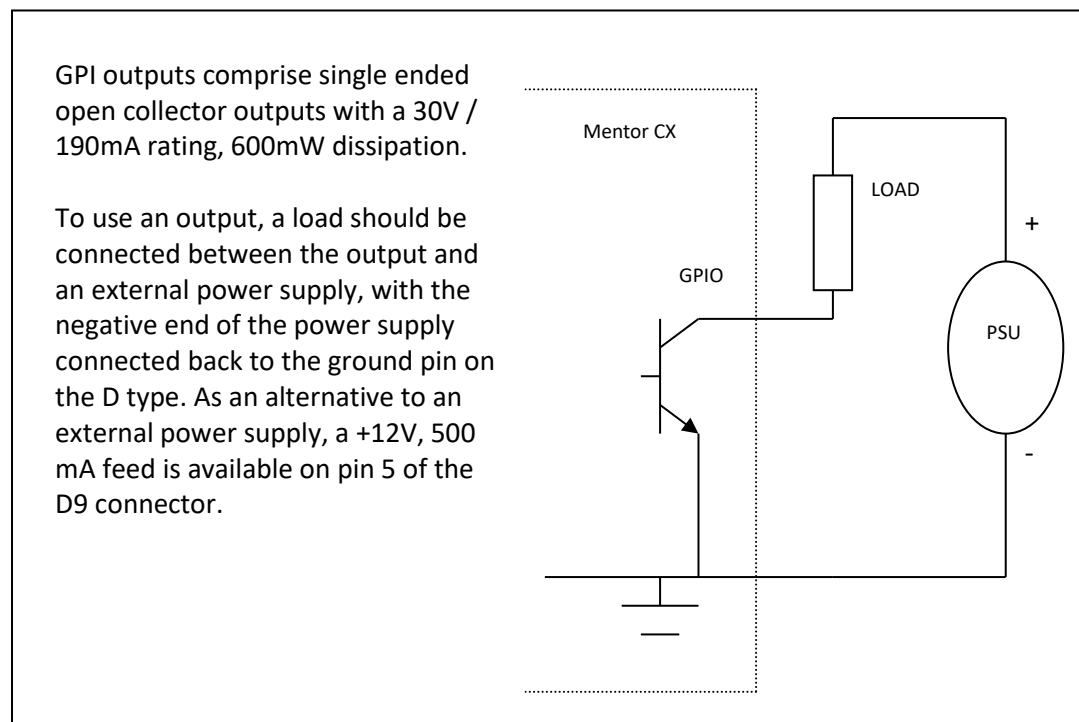 GPI outputs comprise single ended
open collector outputs with a 30V /
190mA rating, 600mW dissipation.
To use an output, a load should be
connected between the output and
an external power supply, with the
negative end of the power supply
connected back to the ground pin on
the D type. As an alternative to an
external power supply, a +12V, 500
mA feed is available on pin 5 of the
D9 connector.
Mentor CX
LOAD
+
GPIO
PSU
-